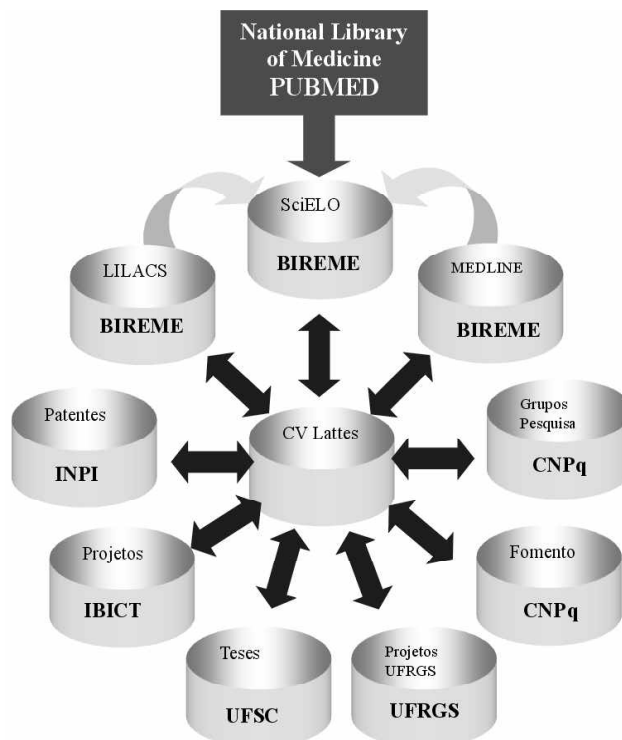 National Library
of Medicine
PUBMED
SciELO
BIREME
LILACS
BIREME
MEDLINE
BIREME
Patentes
INPI
CV Lattes
Grupos
Pesquisa
CNPq
Projetos
IBICT
Fomento
CNPq
Teses
UFSC
Projetos
UFRGS
UFRGS